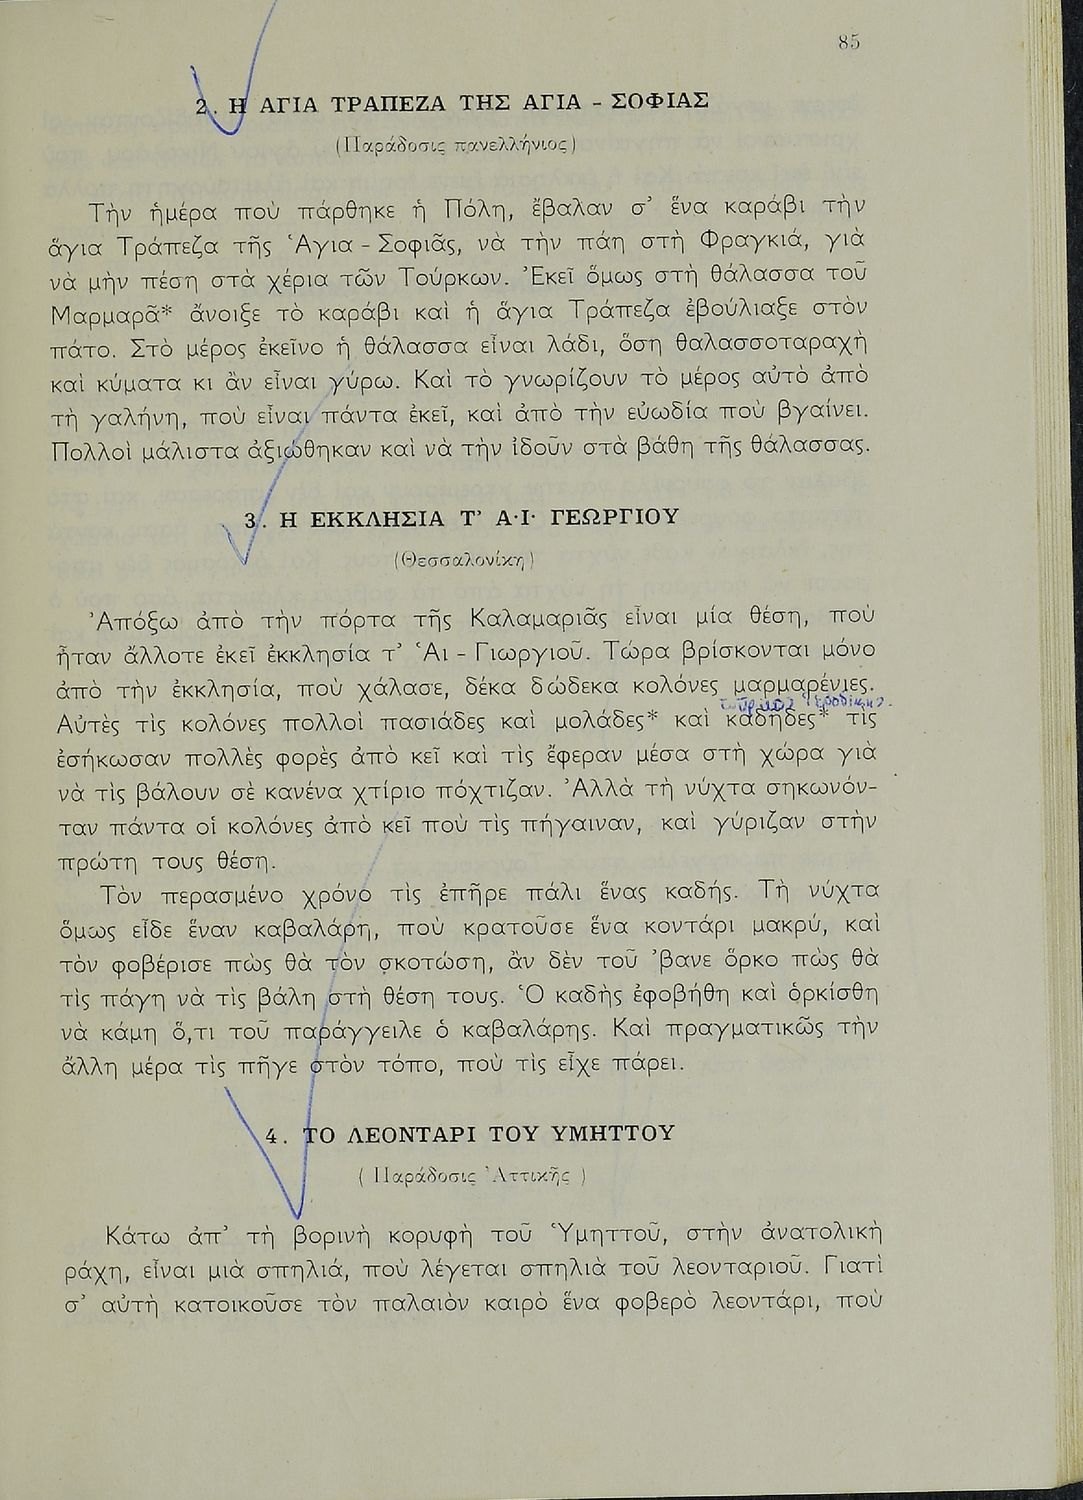 85
2. Η ΑΓΙΑ ΤΡΑΠΕΖΑ ΤΗΣ ΑΓΙΑ - ΣΟΦΙΑΣ
(Παράδοσις πανελλήνιος)
Τὴν ἡμέρα ποὺ πάρθηκε ἡ Πόλη, ἔβαλαν σ’ ἕνα καράβι τὴν
ἅγια Τράπεζα τῆς Ἁγια - Σοφιᾶς, νὰ τὴν πάη στὴ Φραγκιά, γιὰ
νὰ μὴν πέση στὰ χέρια τῶν Τούρκων. Ἐκεῖ ὅμως στὴ θάλασσα τοῦ
Μαρμαρᾶ* ἄνοιξε τὸ καράβι καὶ ἡ ἅγια Τράπεζα ἐβούλιαξε στὸν
πάτο. Στὸ μέρος ἐκεῖνο ἡ θάλασσα εἶναι λάδι, ὅση θαλασσοταραχὴ
καὶ κύματα κι ἂν εἶναι γύρω. Καὶ τὸ γνωρίζουν τὸ μέρος αὐτὸ ἀπὸ
τὴ γαλήνη, ποὺ εἶναι πάντα ἐκεῖ, καὶ ἀπὸ τὴν εὐωδία ποὺ βγαίνει.
Πολλοὶ μάλιστα ἀξιώθηκαν καὶ νὰ τὴν ἰδοῦν στὰ βάθη τῆς θάλασσας.
3. Η ΕΚΚΛΗΣΙΑ Τ’ Α·Ι· ΓΕΩΡΓΙΟΥ
(Θεσσαλονίκη)
Ἀπόξω ἀπὸ τὴν πόρτα τῆς Καλαμαριᾶς εἶναι μία θέση, ποὺ
ἦταν ἄλλοτε ἐκεῖ ἐκκλησία τ’ Ἁι - Γιωργιοῦ. Τώρα βρίσκονται μόνο
ἀπὸ τὴν ἐκκλησία, ποὺ χάλασε, δέκα δώδεκα κολόνες μαρμαρένιες.
Αὐτὲς τὶς κολόνες πολλοὶ πασιάδες καὶ μολάδες* καὶ καδῆδες* τὶς
ἐσήκωσαν πολλὲς φορὲς ἀπὸ κεῖ καὶ τὶς ἔφεραν μέσα στὴ χώρα γιὰ
νὰ τὶς βάλουν σὲ κανένα χτίριο πόχτιζαν. Ἀλλὰ τὴ νύχτα σηκωνόν-
ταν πάντα οἱ κολόνες ἀπὸ κεῖ ποὺ τὶς πήγαιναν, καὶ γύριζαν στὴν
πρώτη τους θέση.
Τὸν περασμένο χρόνο τὶς ἐπῆρε πάλι ἕνας καδής. Τὴ νύχτα
ὅμως εἶδε ἕναν καβαλάρη, ποὺ κρατοῦσε ἕνα κοντάρι μακρύ, καὶ
τὸν φοβέρισε πὼς θὰ τὸν σκοτώση, ἂν δὲν τοῦ ’βανε ὅρκο πὼς θὰ
τὶς πάγη νὰ τὶς βάλη στὴ θέση τους. Ὁ καδὴς ἐφοβήθη καὶ ὁρκίσθη
νὰ κάμη ὅ,τι τοῦ παράγγειλε ὁ καβαλάρης. Καὶ πραγματικῶς τὴν
ἄλλη μέρα τὶς πῆγε στὸν τόπο, ποὺ τὶς εἶχε πάρει.
4. ΤΟ ΛΕΟΝΤΑΡΙ ΤΟΥ ΥΜΗΤΤΟΥ
( Παράδοσις Ἀττικῆς )
Κάτω ἀπ’ τὴ βορινὴ κορυφὴ τοῦ Ὑμηττοῦ, στὴν ἀνατολικὴ
ράχη, εἶναι μιὰ σπηλιά, ποὺ λέγεται σπηλιὰ τοῦ λεονταριοῦ. Γιατὶ
σ’ αὐτὴ κατοικοῦσε τὸν παλαιὸν καιρὸ ἕνα φοβερὸ λεοντάρι, ποὺ